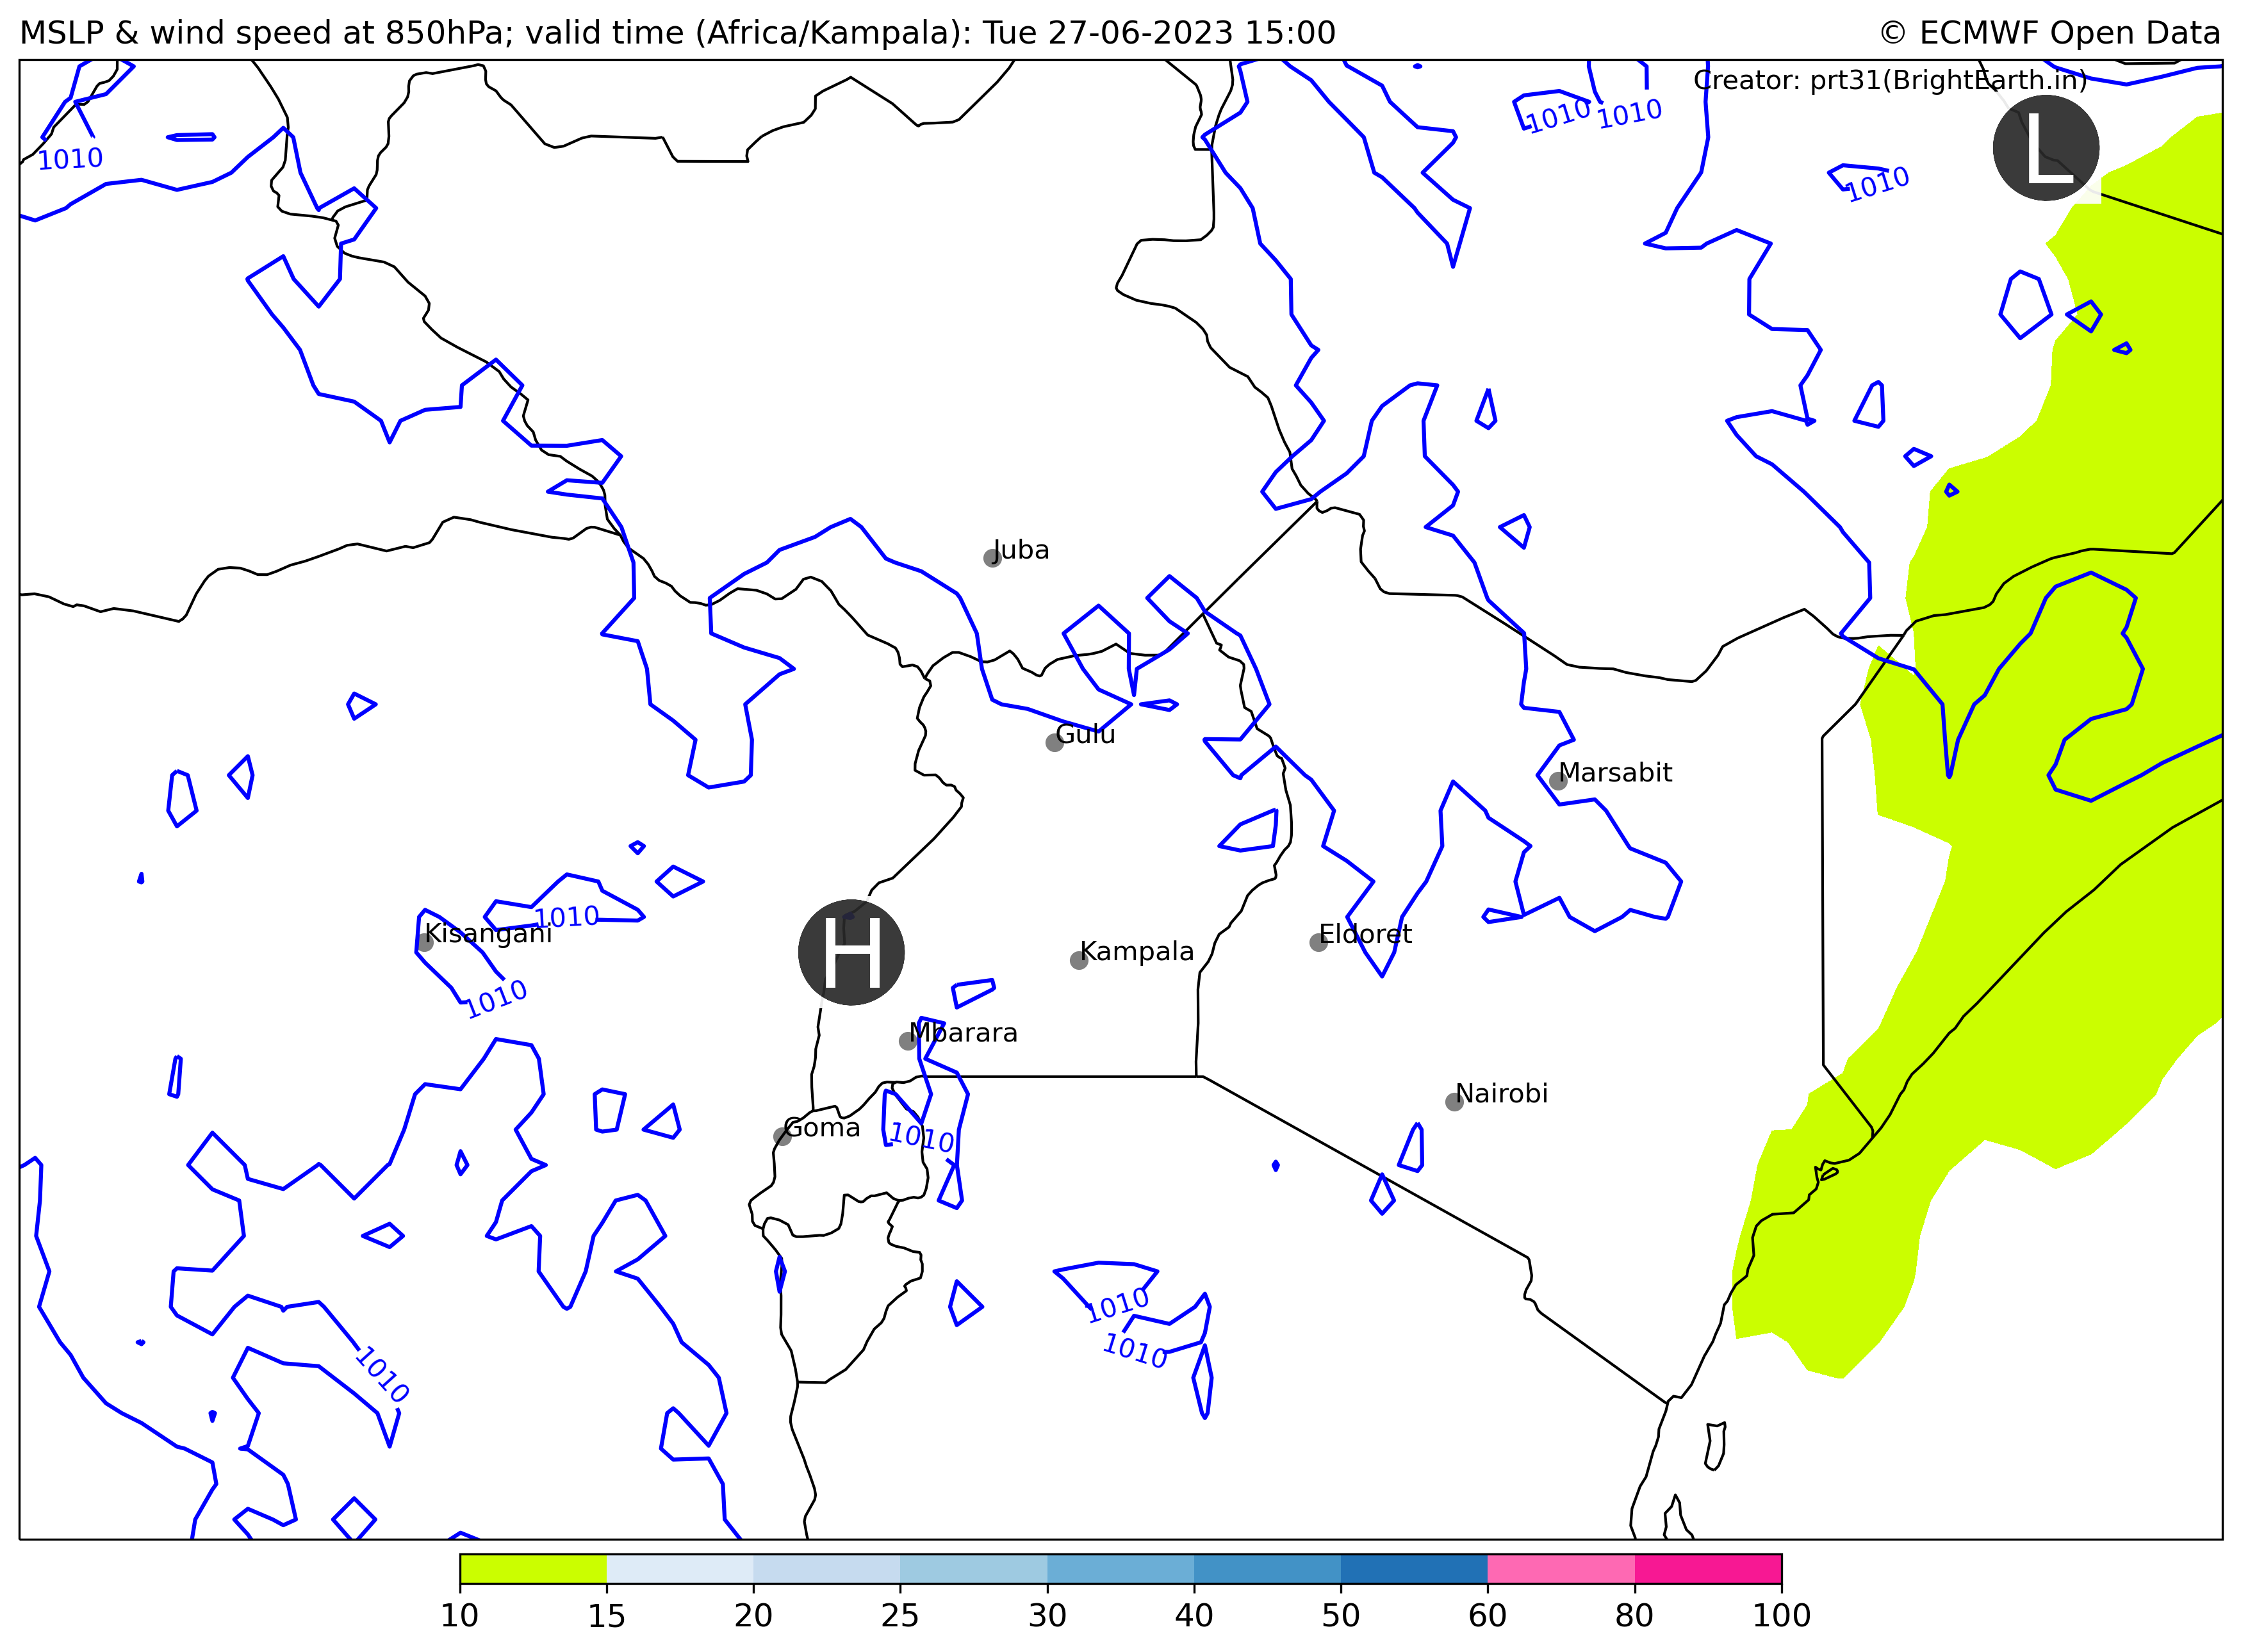 MSLP & wind speed at 850hPa; valid time (Africa/Kampala): Tue 27-06-2023 15:00
© ECMWF Open Data
Creator: prt31(BrightEarth.in)
1010
1010
1010
1010
L
Juba
Gulu
Marsabit
1010
Kisangani
H
Eldoret
Kampala
1010
Mbarara
Nairobi
Goma
1010
1010
1010
1010
10
15
20
25
30
40
50
60
80
100